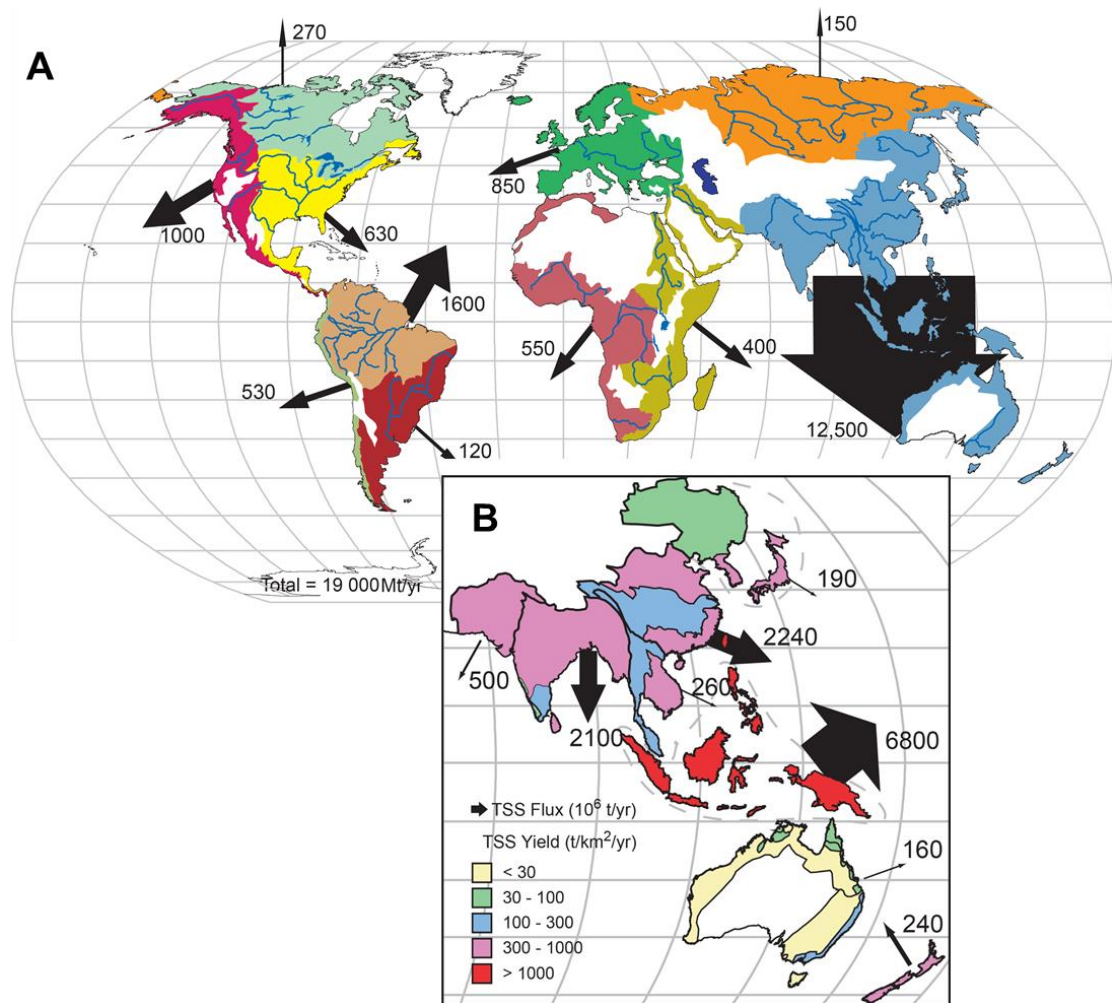 270
150
A
850
1000
630
1600
550
400
530
120
12,500
Total = 19 000Mt/yr
B
190
2240
500
260
2100
6800
TSS Flux (10⁶ t/yr)
TSS Yield (t/km²/yr)
< 30
30 - 100
100 - 300
300 - 1000
> 1000
160
240